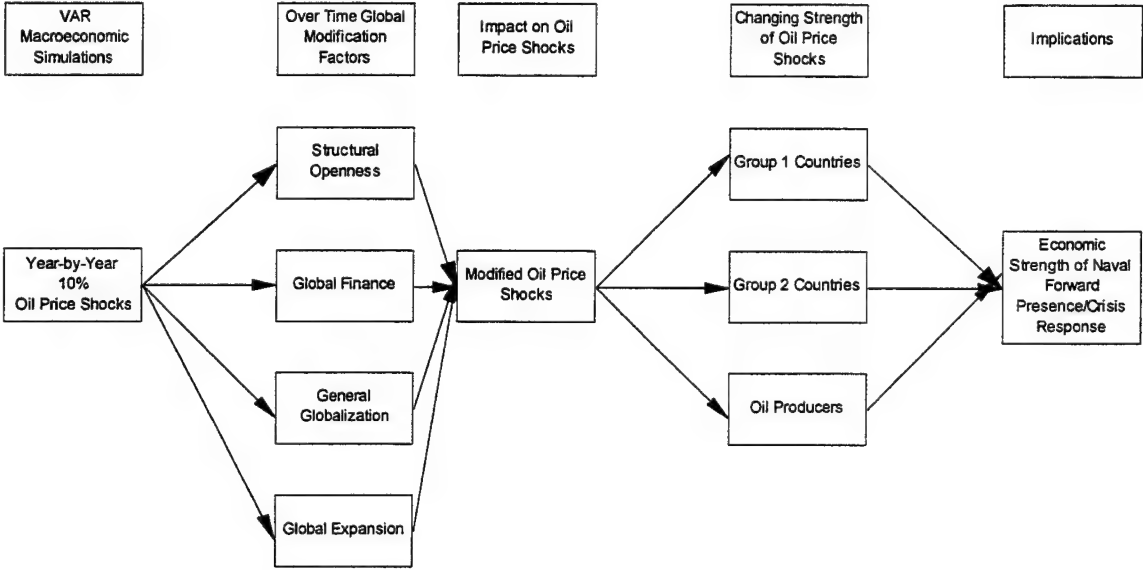 VAR
Macroeconomic
Simulations
Over Time Global
Modification
Factors
Impact on Oil
Price Shocks
Changing Strength
of Oil Price
Shocks
Implications
Year-by-Year
10%
Oil Price Shocks
Structural
Openness
Global Finance
General
Globalization
Global Expansion
Modified Oil Price
Shocks
Group 1 Countries
Group 2 Countries
Oil Producers
Economic
Strength of Naval
Forward
Presence/Crisis
Response